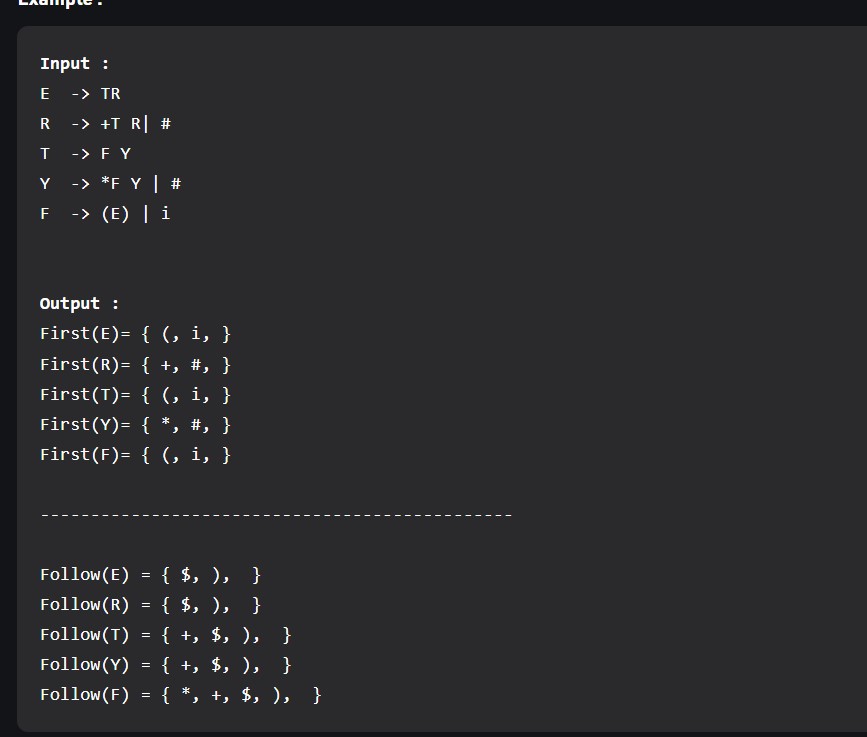 Example:
Input :
E  -> TR
R  -> +T R| #
T  -> F Y
Y  -> *F Y | #
F  -> (E) | i
Output :
First(E)= { (, i, }
First(R)= { +, #, }
First(T)= { (, i, }
First(Y)= { *, #, }
First(F)= { (, i, }
-----------------------------------------------
Follow(E) = { $, ),  }
Follow(R) = { $, ),  }
Follow(T) = { +, $, ),  }
Follow(Y) = { +, $, ),  }
Follow(F) = { *, +, $, ),  }